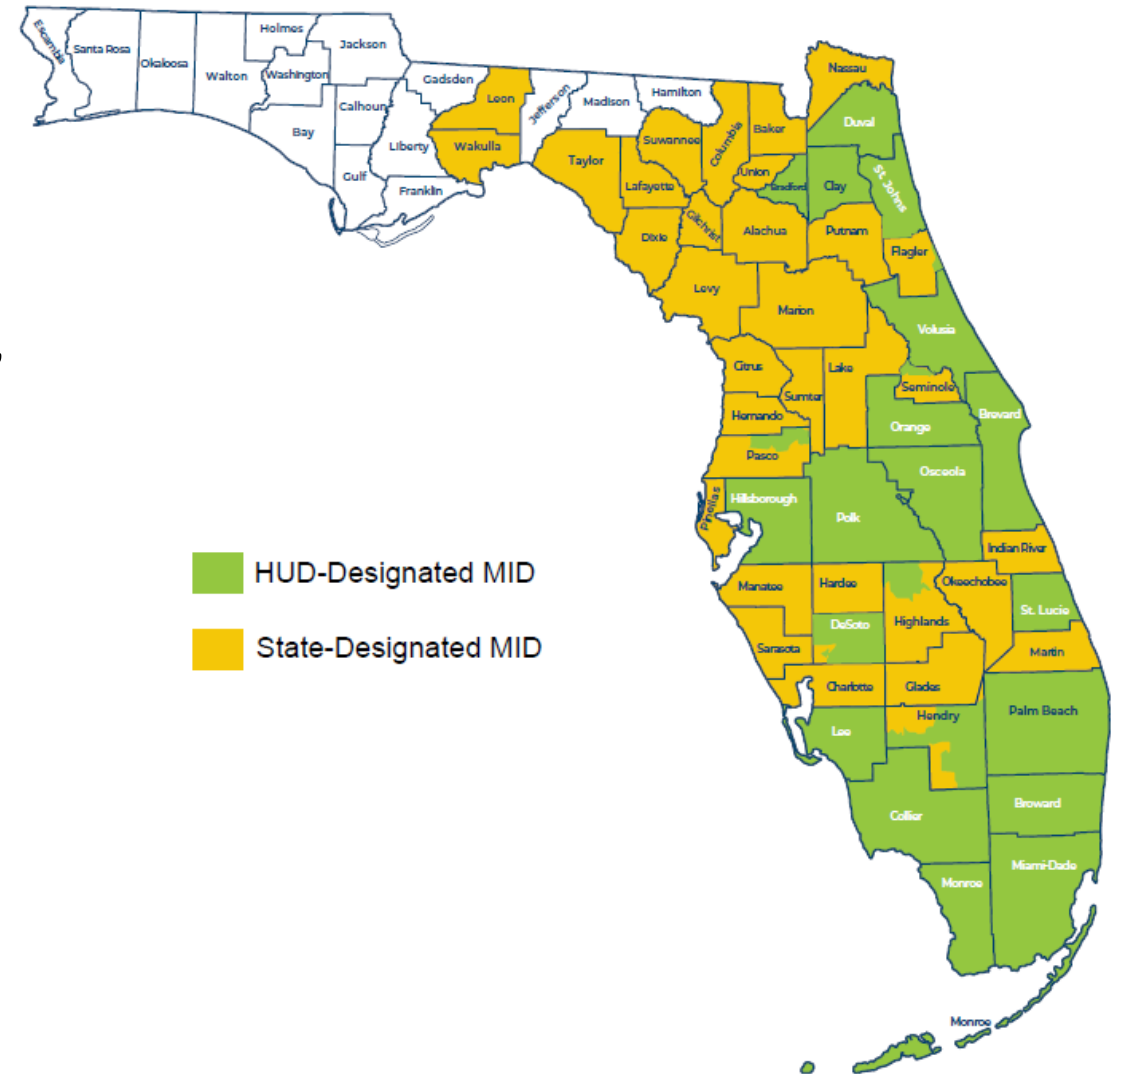 Escambia
Santa Rosa
Okaloosa
Walton
Holmes
Washington
Jackson
Bay
Calhoun
Gulf
Liberty
Gadsden
Franklin
Leon
Wakulla
Jefferson
Madison
Hamilton
Taylor
Suwannee
Lafayette
Columbia
Baker
Nassau
Duval
Union
Bradford
Clay
St. Johns
Dixie
Gilchrist
Alachua
Putnam
Flagler
Levy
Marion
Volusia
Citrus
Sumter
Lake
Seminole
Hernando
Orange
Brevard
Pasco
Osceola
Pinellas
Hillsborough
Polk
Indian River
HUD-Designated MID
State-Designated MID
Manatee
Hardee
Okeechobee
Highlands
St. Lucie
DeSoto
Sarasota
Martin
Charlotte
Glades
Lee
Hendry
Palm Beach
Collier
Broward
Miami-Dade
Monroe
Monroe